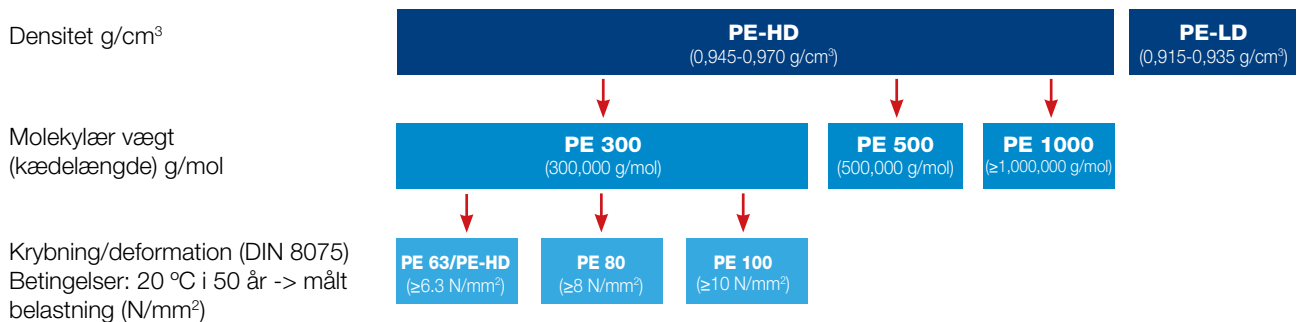 Densitet g/cm³
PE-HD
(0,945-0,970 g/cm³)
PE-LD
(0,915-0,935 g/cm³)
Molekylær vægt
(kædelængde) g/mol
PE 300
(300,000 g/mol)
PE 500
(500,000 g/mol)
PE 1000
(≥1,000,000 g/mol)
Krybning/deformation (DIN 8075)
Betingelser: 20 ºC i 50 år -> målt
belastning (N/mm²)
PE 63/PE-HD
(≥6.3 N/mm²)
PE 80
(≥8 N/mm²)
PE 100
(≥10 N/mm²)